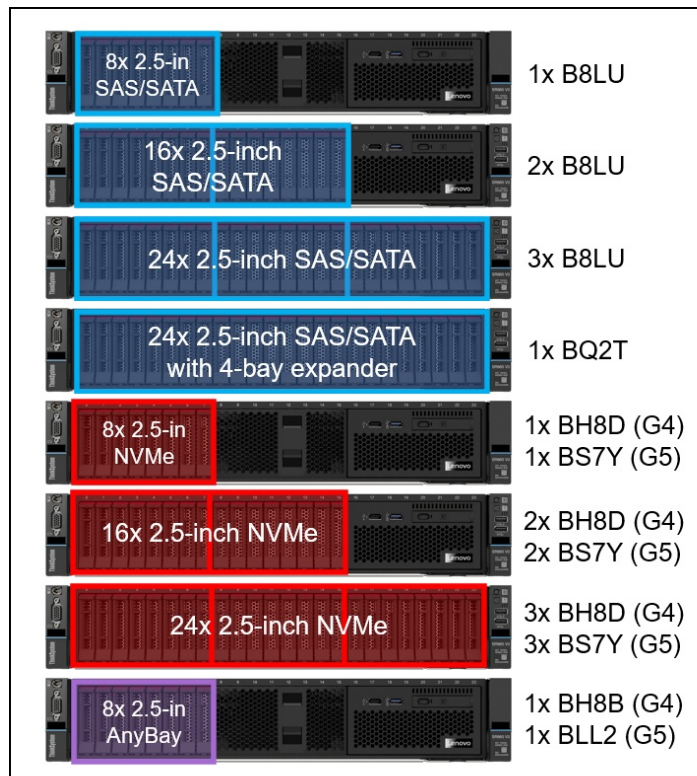 8x 2.5-in
SAS/SATA
1x B8LU
16x 2.5-inch
SAS/SATA
2x B8LU
24x 2.5-inch SAS/SATA
3x B8LU
24x 2.5-inch SAS/SATA
with 4-bay expander
1x BQ2T
8x 2.5-in
NVMe
1x BH8D (G4)
1x BS7Y (G5)
16x 2.5-inch NVMe
2x BH8D (G4)
2x BS7Y (G5)
24x 2.5-inch NVMe
3x BH8D (G4)
3x BS7Y (G5)
8x 2.5-in
AnyBay
1x BH8B (G4)
1x BLL2 (G5)